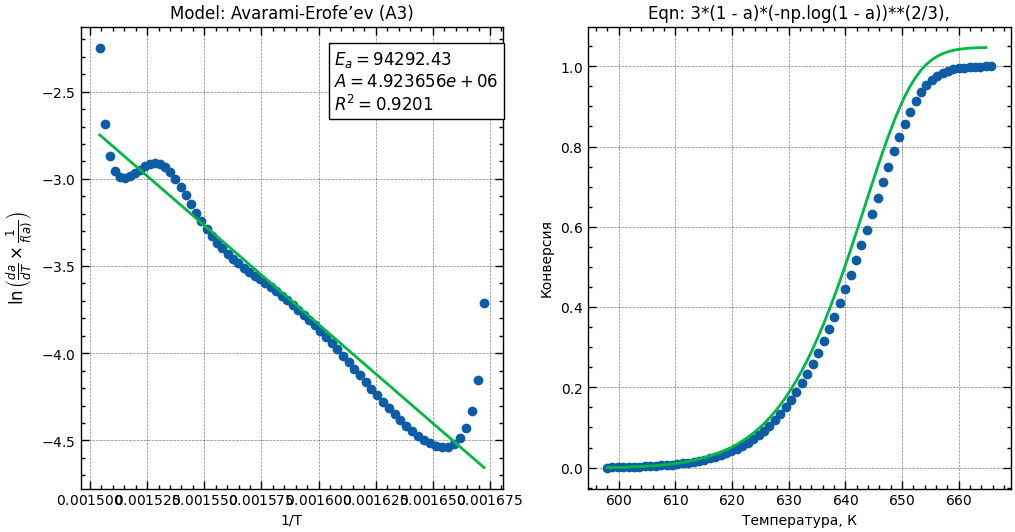 Model: Avarami-Erofe’ev (A3)
E_a = 94292.43
A = 4.923656e + 06
R² = 0.9201
ln (da/dT × 1/f(a))
−2.5
−3.0
−3.5
−4.0
−4.5
0.001500 0.001525 0.001550 0.001575 0.001600 0.001625 0.001650 0.001675
1/T
Eqn: 3*(1 - a)*(-np.log(1 - a))**(2/3),
Конверсия
1.0
0.8
0.6
0.4
0.2
0.0
600 610 620 630 640 650 660
Температура, К